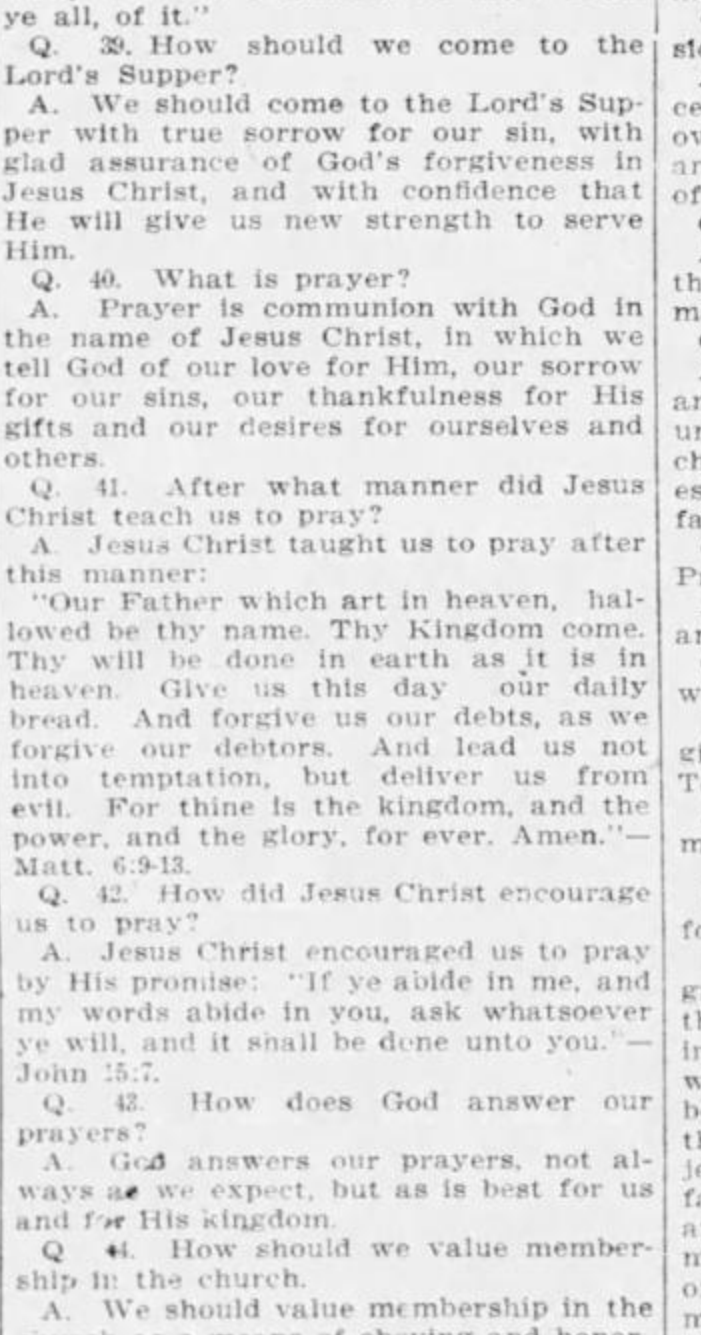 ye all, of it."
Q. 39. How should we come to the
Lord's Supper?
A. We should come to the Lord's Sup-
per with true sorrow for our sin, with
glad assurance of God's forgiveness in
Jesus Christ, and with confidence that
He will give us new strength to serve
Him.
Q. 40. What is prayer?
A. Prayer is communion with God in
the name of Jesus Christ, in which we
tell God of our love for Him, our sorrow
for our sins, our thankfulness for His
gifts and our desires for ourselves and
others.
Q. 41. After what manner did Jesus
Christ teach us to pray?
A. Jesus Christ taught us to pray after
this manner:
"Our Father which art in heaven, hal-
lowed be thy name. Thy Kingdom come.
Thy will be done in earth as it is in
heaven. Give us this day our daily
bread. And forgive us our debts, as we
forgive our debtors. And lead us not
into temptation, but deliver us from
evil. For thine is the kingdom, and the
power, and the glory, for ever. Amen."—
Matt. 6:9-13.
Q. 42. How did Jesus Christ encourage
us to pray?
A. Jesus Christ encouraged us to pray
by His promise: "If ye abide in me, and
my words abide in you, ask whatsoever
ye will, and it shall be done unto you."—
John 15:7.
Q. 43. How does God answer our
prayers?
A. God answers our prayers, not al-
ways as we expect, but as is best for us
and for His kingdom.
Q 44. How should we value member-
ship in the church.
A. We should value membership in the